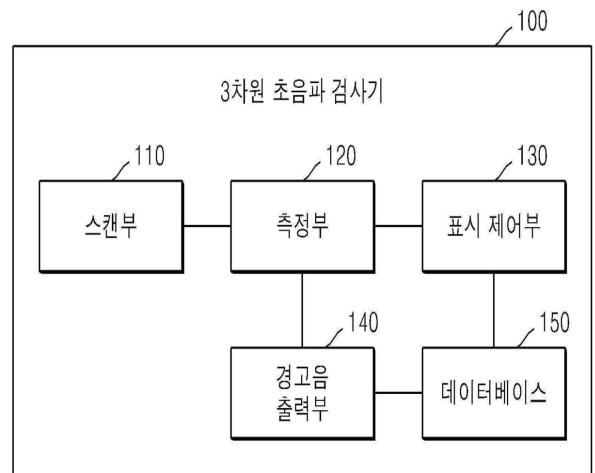 100
3차원 초음파 검사기
110
120
130
스캔부
측정부
표시 제어부
140
150
경고음
출력부
데이터베이스